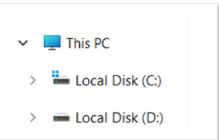 This PC
Local Disk (C:)
Local Disk (D:)